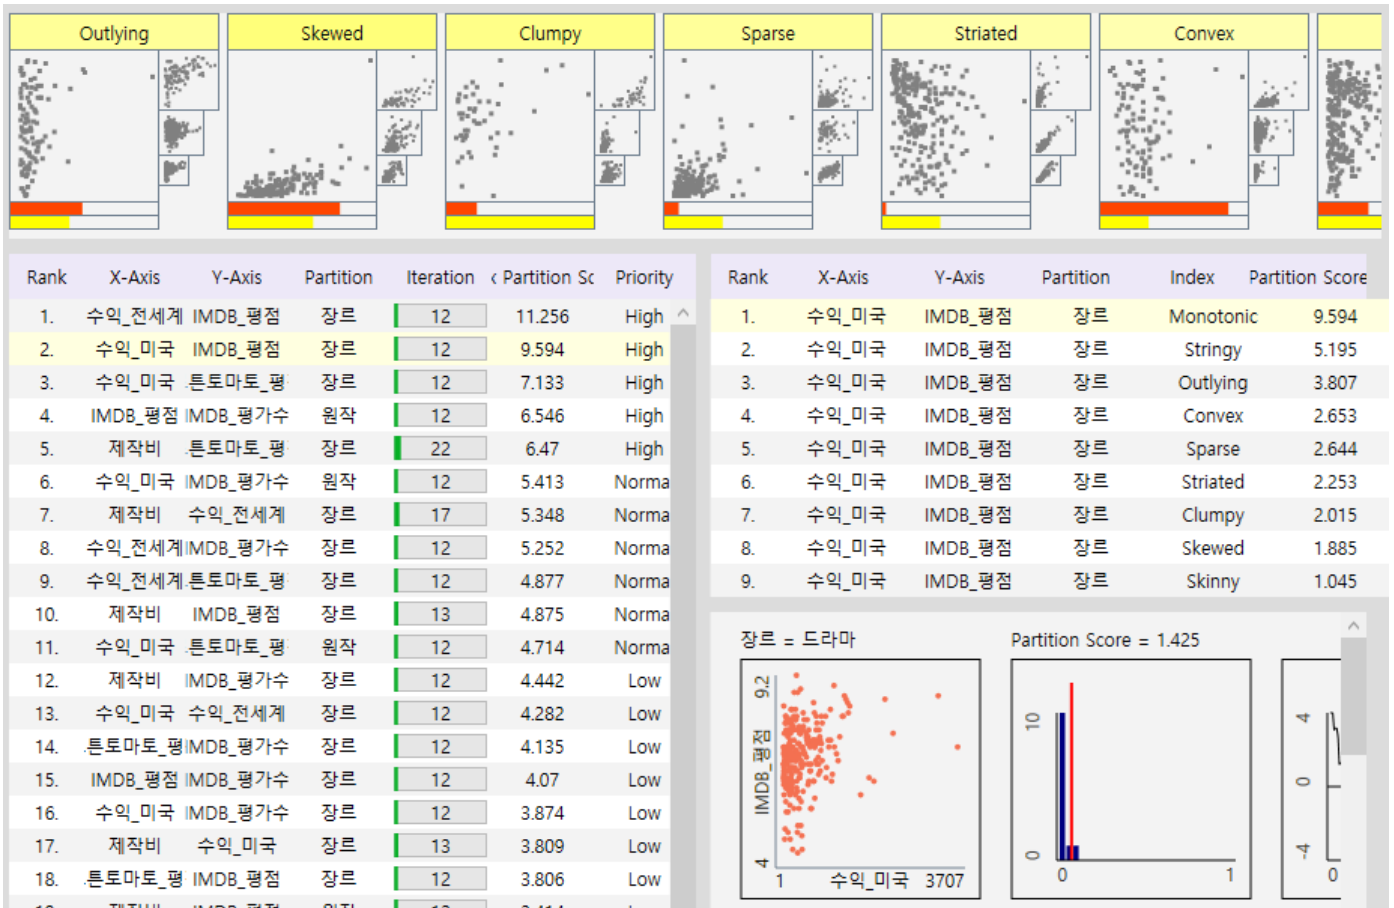 Outlying Skewed Clumpy Sparse Striated Convex
Rank X-Axis Y-Axis Partition Iteration Partition Sc Priority
1. 수익_전세계 IMDB_평점 장르 12 11.256 High
2. 수익_미국 IMDB_평점 장르 12 9.594 High
3. 수익_미국 튼토마토_평 장르 12 7.133 High
4. IMDB_평점 IMDB_평가수 원작 12 6.546 High
5. 제작비 튼토마토_평 장르 22 6.47 High
6. 수익_미국 IMDB_평가수 원작 12 5.413 Norma
7. 제작비 수익_전세계 장르 17 5.348 Norma
8. 수익_전세계 IMDB_평가수 장르 12 5.252 Norma
9. 수익_전세계 튼토마토_평 장르 12 4.877 Norma
10. 제작비 IMDB_평점 장르 13 4.875 Norma
11. 수익_미국 튼토마토_평 원작 12 4.714 Norma
12. 제작비 IMDB_평가수 장르 12 4.442 Low
13. 수익_미국 수익_전세계 장르 12 4.282 Low
14. 튼토마토_평 IMDB_평가수 장르 12 4.135 Low
15. IMDB_평점 IMDB_평가수 장르 12 4.07 Low
16. 수익_미국 IMDB_평가수 장르 12 3.874 Low
17. 제작비 수익_미국 장르 13 3.809 Low
18. 튼토마토_평 IMDB_평점 장르 12 3.806 Low
Rank X-Axis Y-Axis Partition Index Partition Score
1. 수익_미국 IMDB_평점 장르 Monotonic 9.594
2. 수익_미국 IMDB_평점 장르 Stringy 5.195
3. 수익_미국 IMDB_평점 장르 Outlying 3.807
4. 수익_미국 IMDB_평점 장르 Convex 2.653
5. 수익_미국 IMDB_평점 장르 Sparse 2.644
6. 수익_미국 IMDB_평점 장르 Striated 2.253
7. 수익_미국 IMDB_평점 장르 Clumpy 2.015
8. 수익_미국 IMDB_평점 장르 Skewed 1.885
9. 수익_미국 IMDB_평점 장르 Skinny 1.045
장르 = 드라마 Partition Score = 1.425
9.2
IMDB_평점
4
1 수익_미국 3707
10
0
0 1
4
0
-4
0